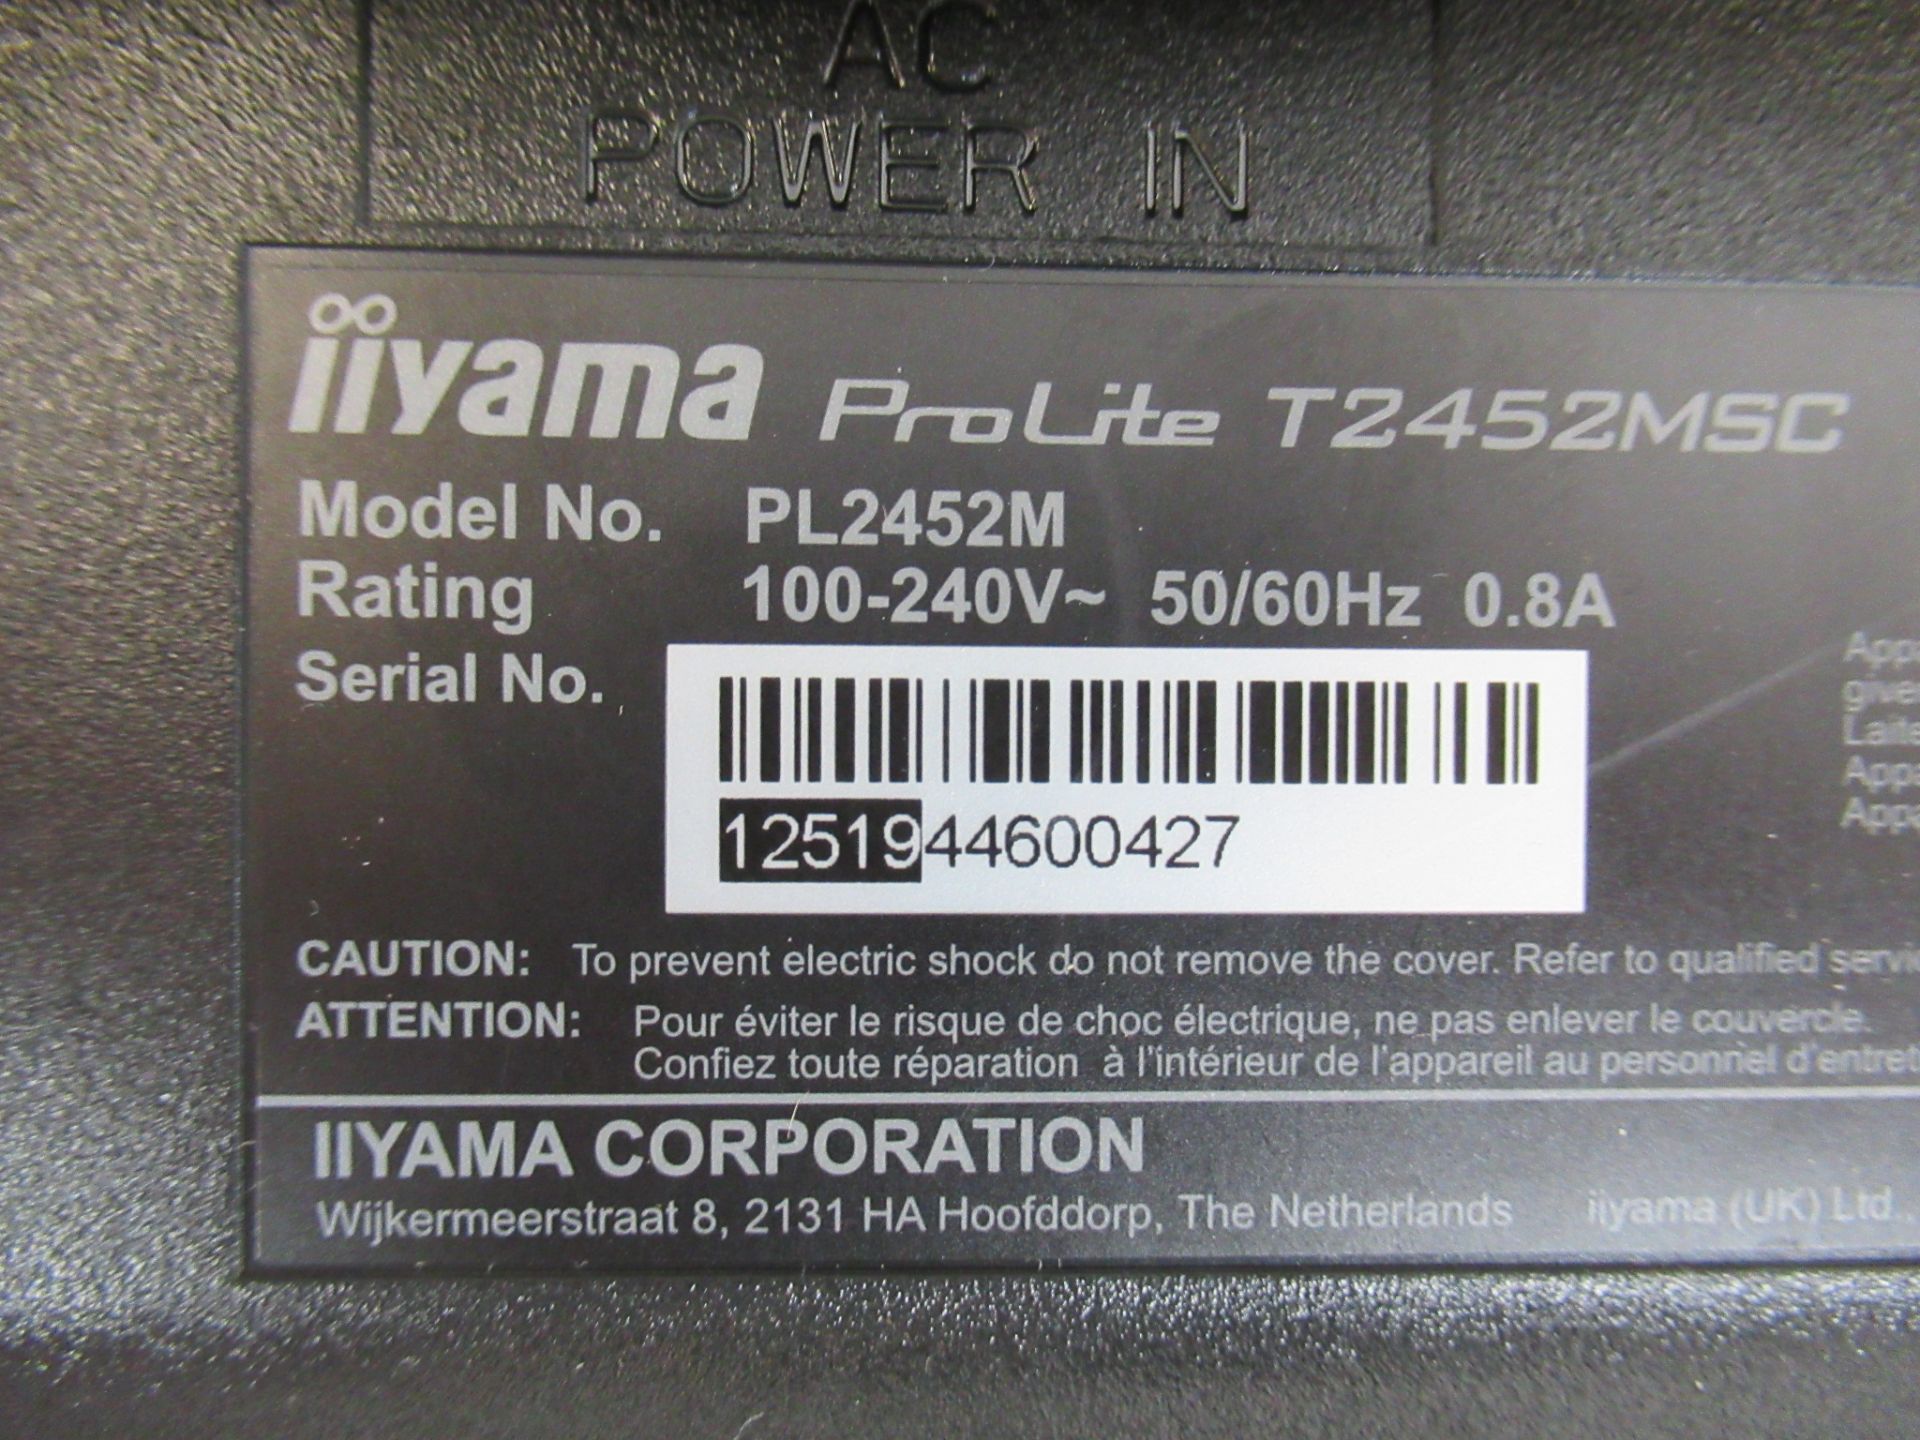 AC
POWER IN
iiyama ProLite T2452MSC
Model No. PL2452M
Rating 100-240V~ 50/60Hz 0.8A
Serial No.
1251944600427
CAUTION: To prevent electric shock do not remove the cover. Refer to qualified
ATTENTION: Pour éviter le risque de choc électrique, ne pas enlever le couvercle.
Confiez toute réparation à l'intérieur de l'appareil au personnel
IIYAMA CORPORATION
Wijkermeerstraat 8, 2131 HA Hoofddorp, The Netherlands iiyama (UK) Ltd.